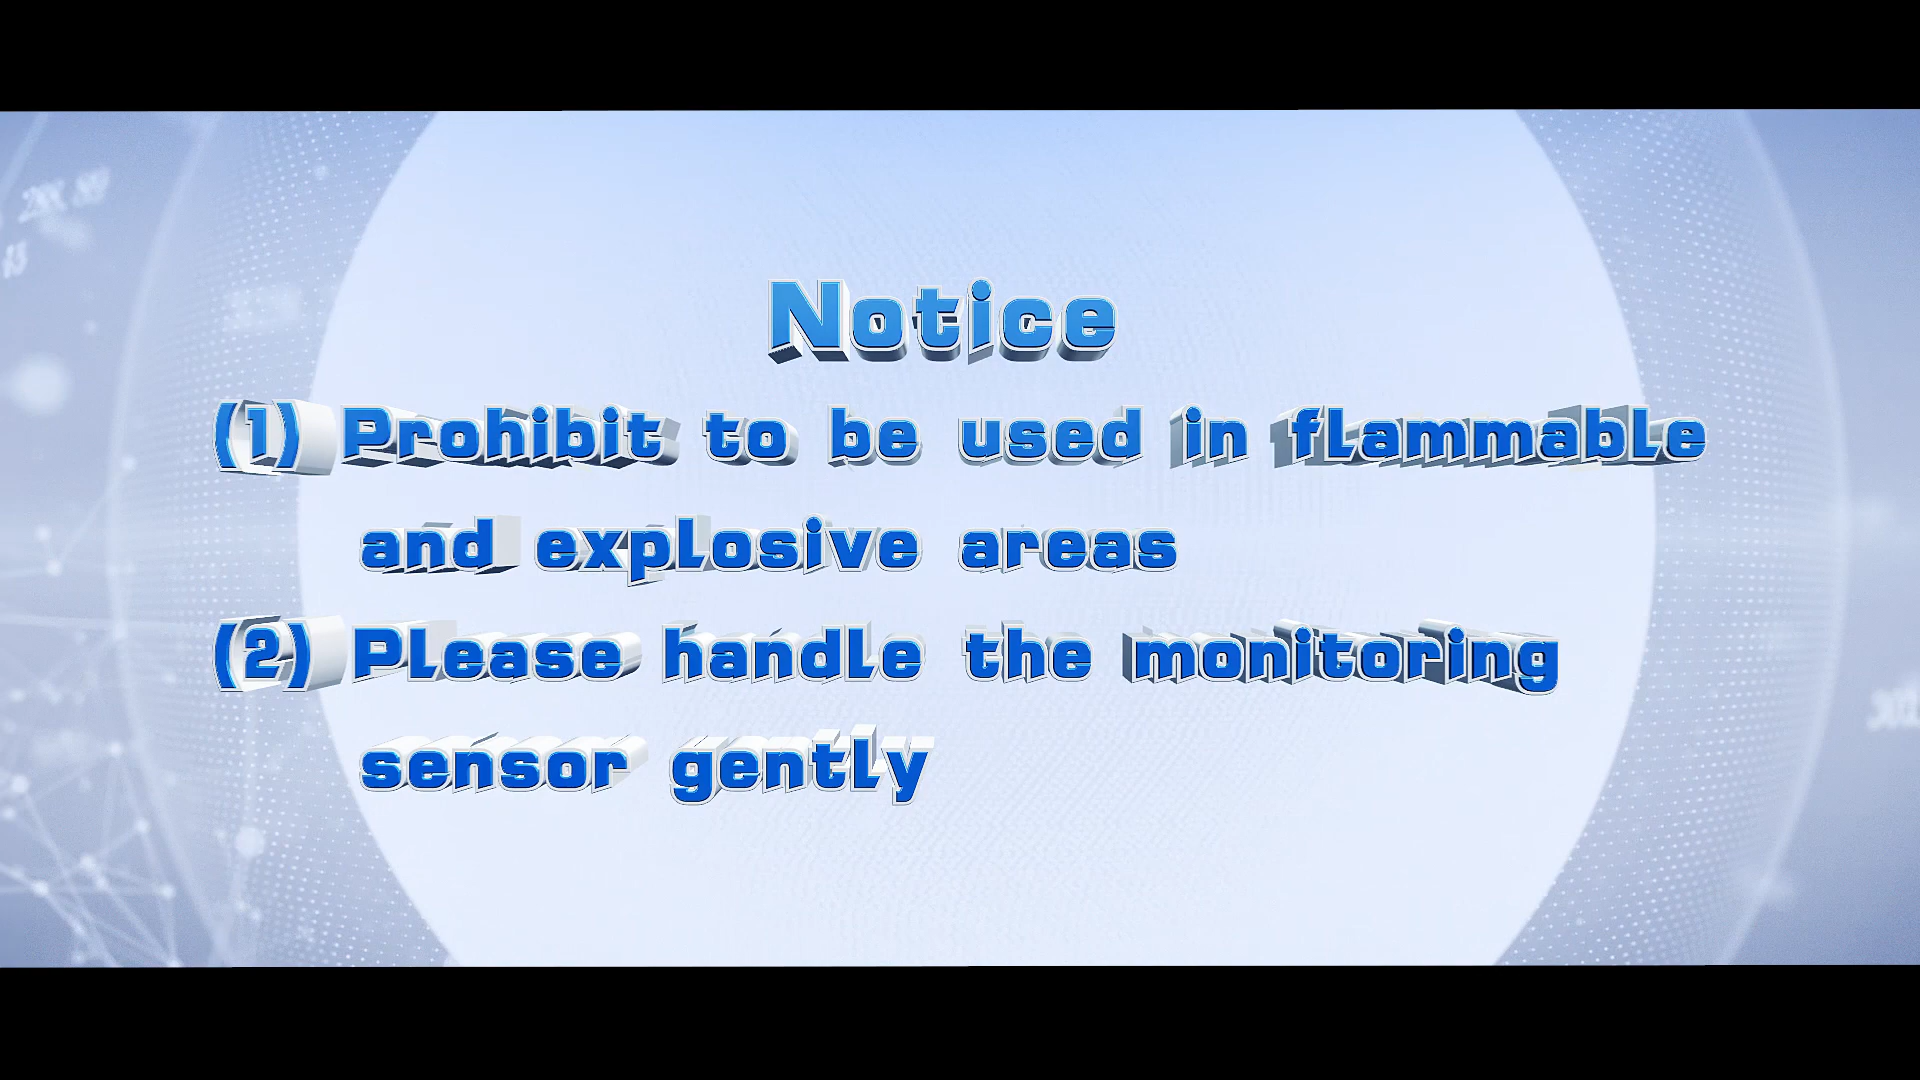 Notice
(1) Prohibit to be used in flammable
and explosive areas
(2) Please handle the monitoring
sensor gently